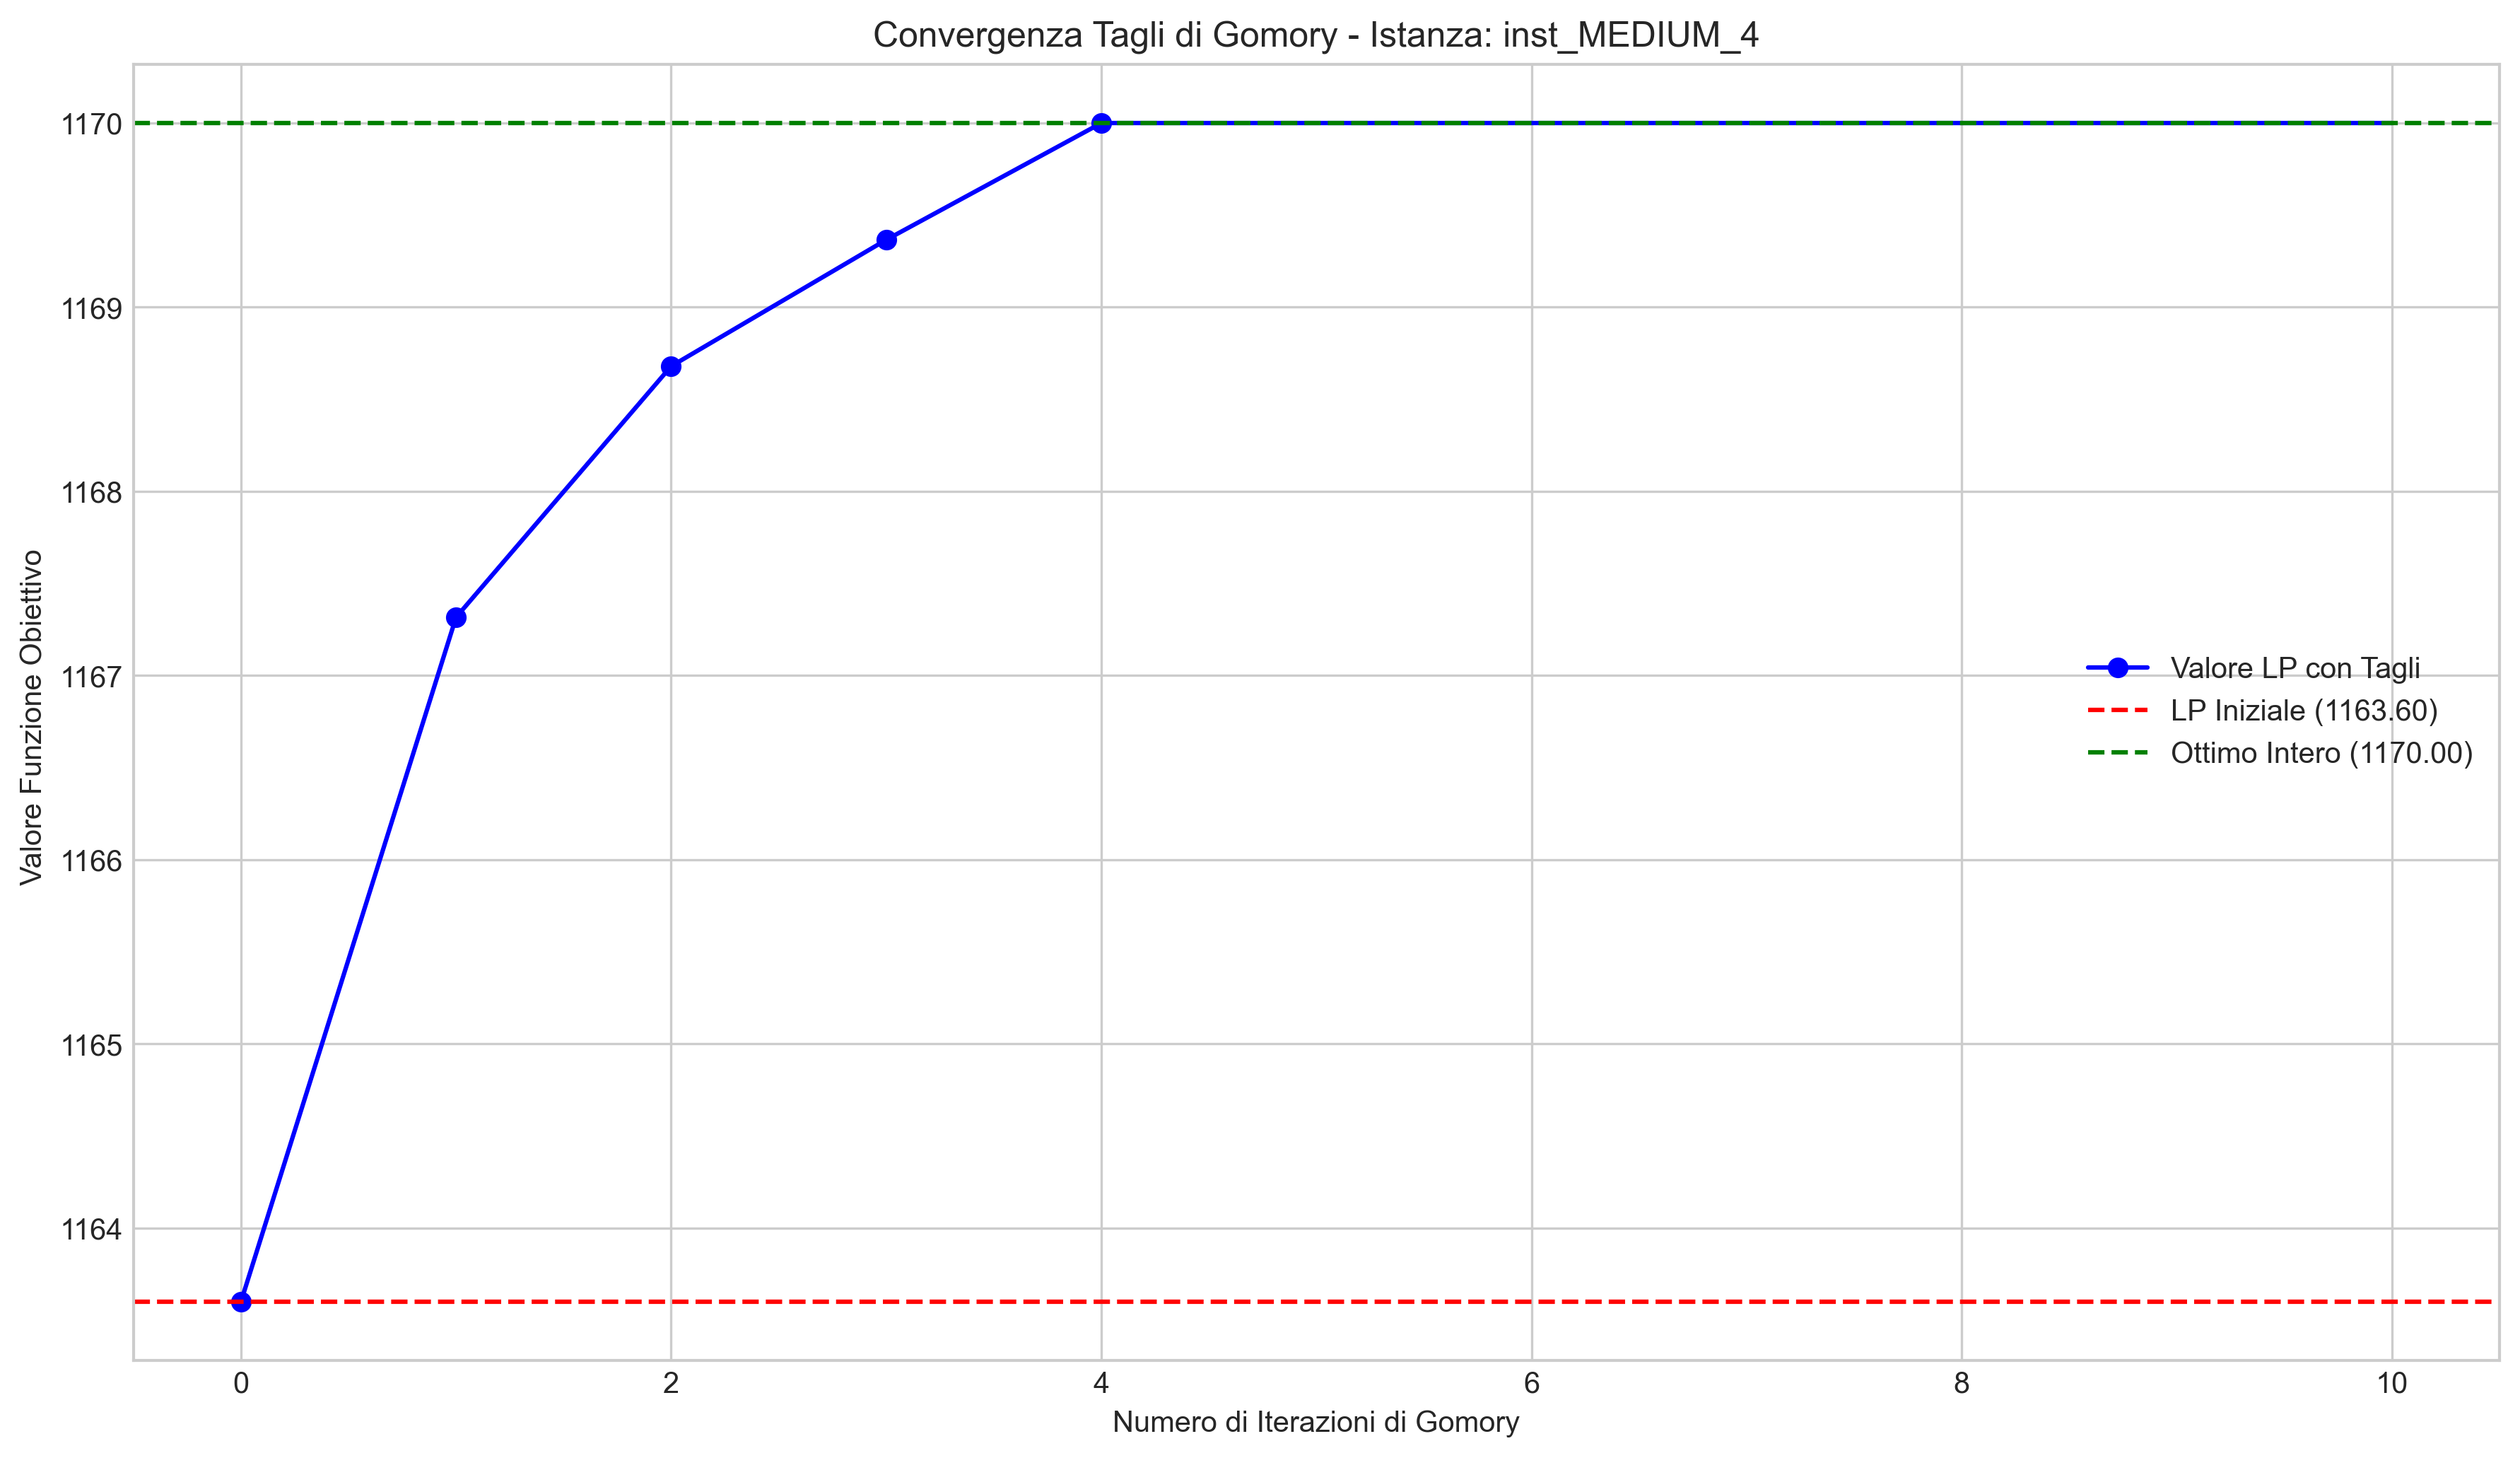 Convergenza Tagli di Gomory - Istanza: inst_MEDIUM_4
Valore Funzione Obiettivo
1170
1169
1168
1167
1166
1165
1164
Valore LP con Tagli
LP Iniziale (1163.60)
Ottimo Intero (1170.00)
0 2 4 6 8 10
Numero di Iterazioni di Gomory